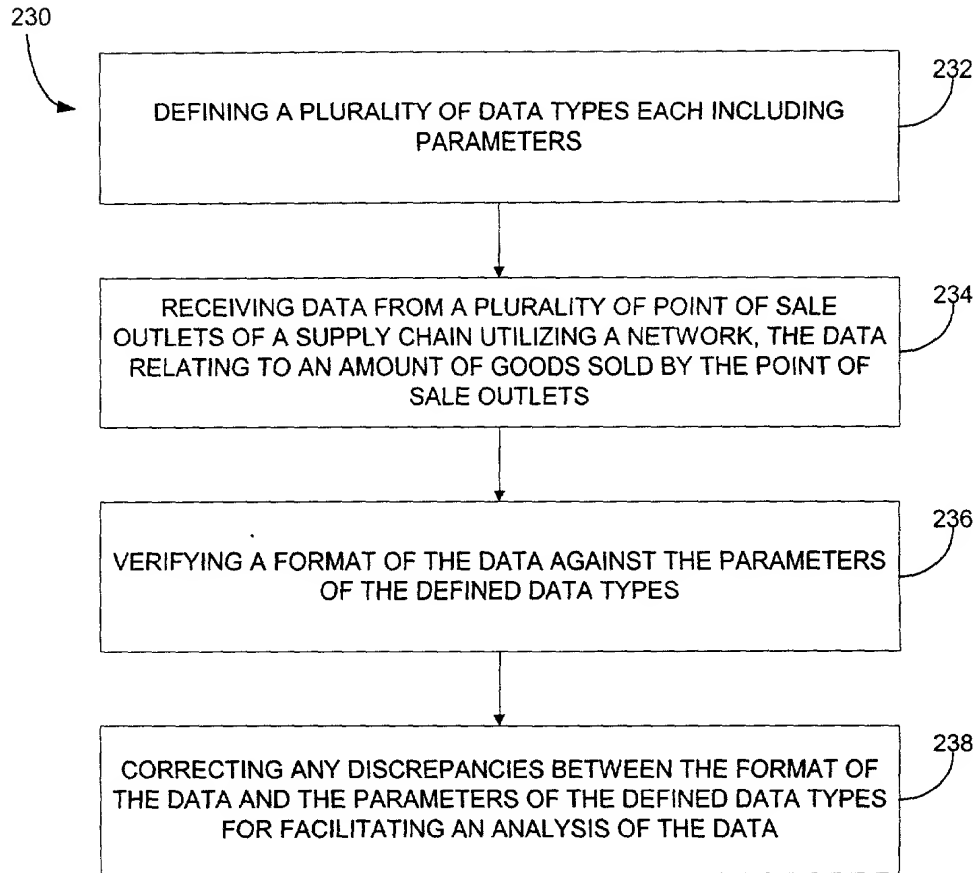 230
232
DEFINING A PLURALITY OF DATA TYPES EACH INCLUDING
PARAMETERS
234
RECEIVING DATA FROM A PLURALITY OF POINT OF SALE
OUTLETS OF A SUPPLY CHAIN UTILIZING A NETWORK, THE DATA
RELATING TO AN AMOUNT OF GOODS SOLD BY THE POINT OF
SALE OUTLETS
236
VERIFYING A FORMAT OF THE DATA AGAINST THE PARAMETERS
OF THE DEFINED DATA TYPES
238
CORRECTING ANY DISCREPANCIES BETWEEN THE FORMAT OF
THE DATA AND THE PARAMETERS OF THE DEFINED DATA TYPES
FOR FACILITATING AN ANALYSIS OF THE DATA